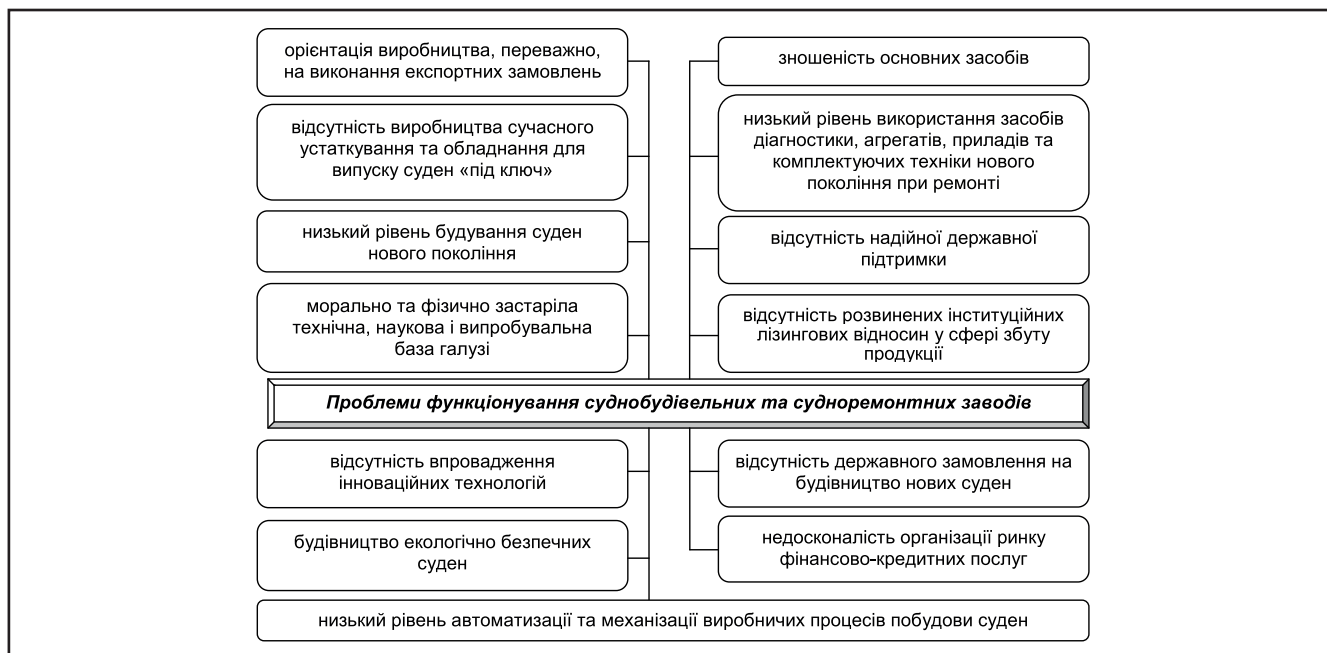 орієнтація виробництва, переважно,
на виконання експортних замовлень
відсутність виробництва сучасного
устаткування та обладнання для
випуску суден «під ключ»
низький рівень будування суден
нового покоління
морально та фізично застаріла
технічна, наукова і випробувальна
база галузі
зношеність основних засобів
низький рівень використання засобів
діагностики, агрегатів, приладів та
комплектуючих техніки нового
покоління при ремонті
відсутність надійної державної
підтримки
відсутність розвинених інституційних
лізингових відносин у сфері збуту
продукції
Проблеми функціонування суднобудівельних та судноремонтних заводів
відсутність впровадження
інноваційних технологій
будівництво екологічно безпечних
суден
відсутність державного замовлення на
будівництво нових суден
недосконалість організації ринку
фінансово-кредитних послуг
низький рівень автоматизації та механізації виробничих процесів побудови суден